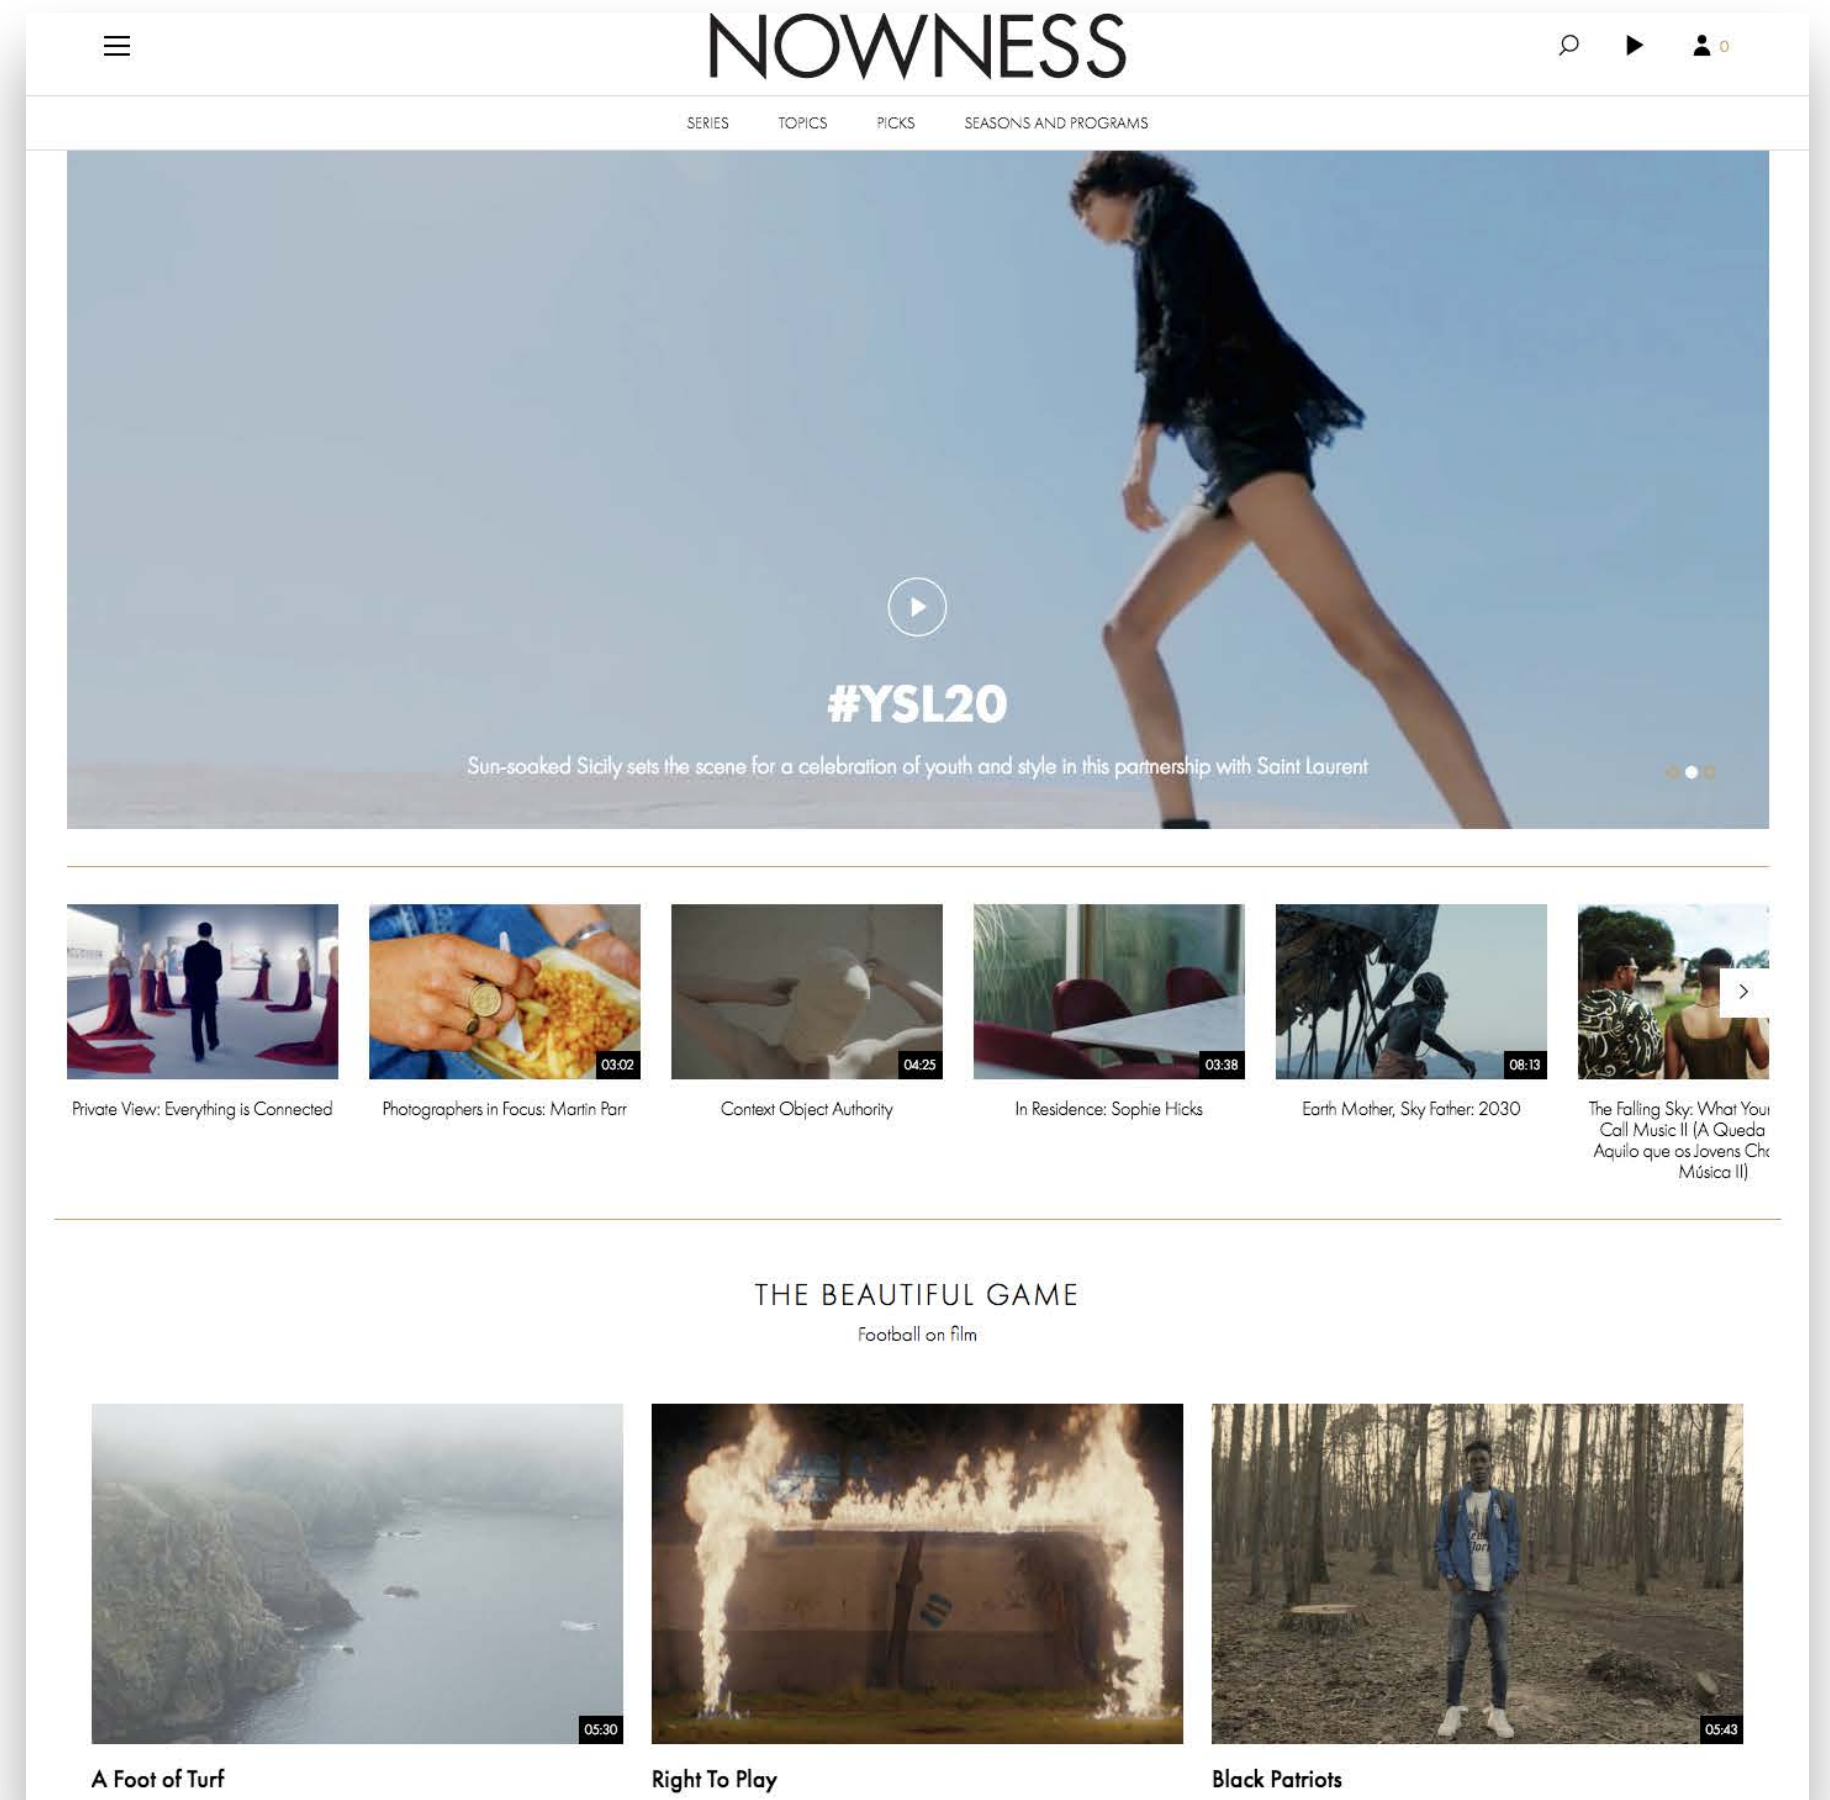 NOWNESS
0
SERIES TOPICS PICKS SEASONS AND PROGRAMS
#YSL20
Sun-soaked Sicily sets the scene for a celebration of youth and style in this partnership with Saint Laurent
03:02
04:25
03:38
08:13
Private View: Everything is Connected
Photographers in Focus: Martin Parr
Context Object Authority
In Residence: Sophie Hicks
Earth Mother, Sky Father: 2030
The Falling Sky: What Your
Call Music II (A Queda
Aquilo que os Jovens Cha
Música II)
THE BEAUTIFUL GAME
Football on film
05:30
05:43
A Foot of Turf
Right To Play
Black Patriots